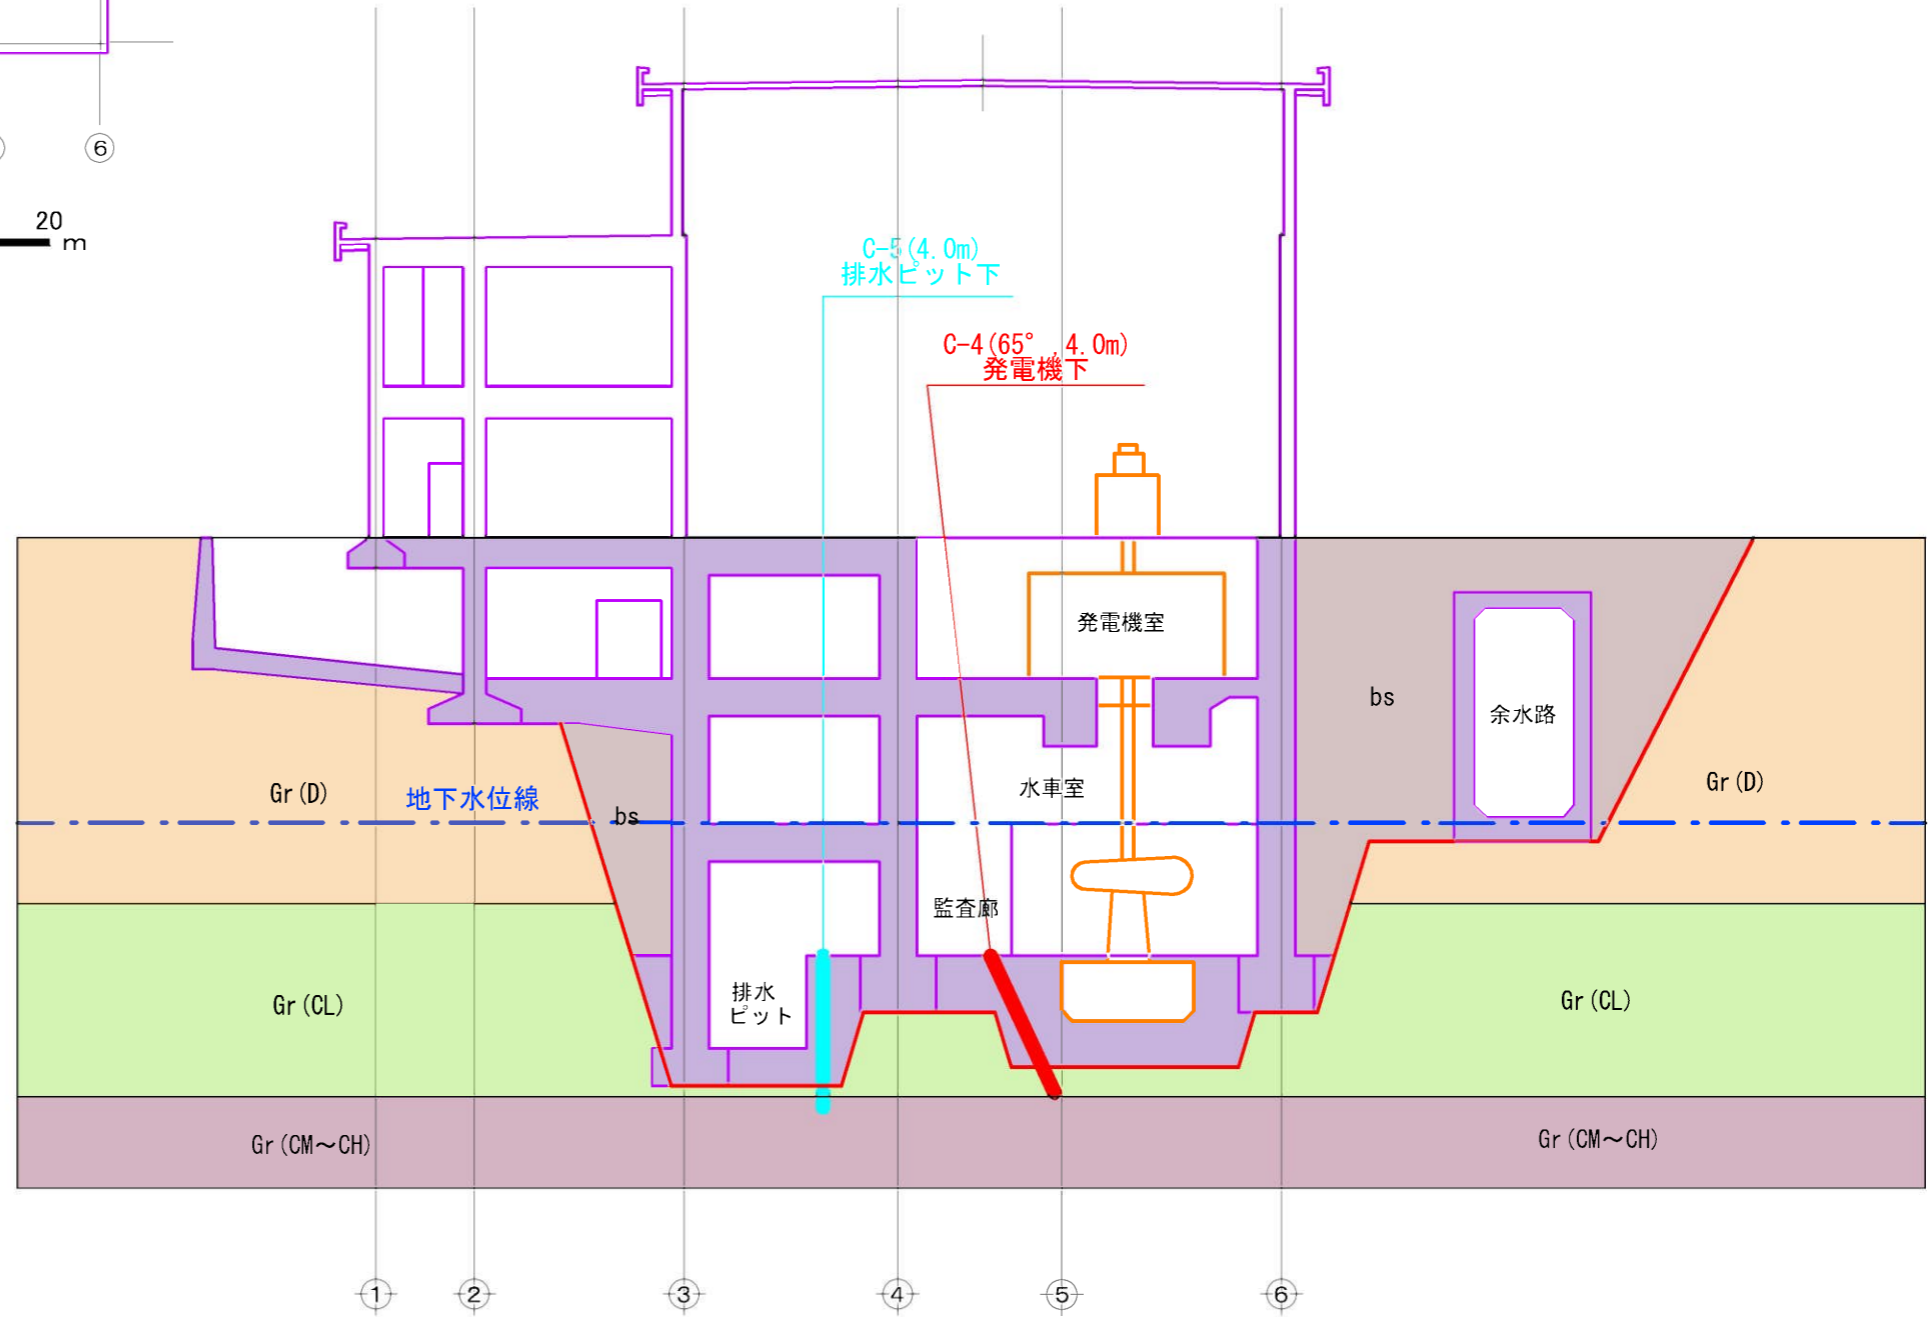 6
20
m
C-5(4.0m)
排水ピット下
C-4(65°,4.0m)
発電機下
発電機室
bs
余水路
Gr(D)
地下水位線
bs
水車室
Gr(D)
監査廊
排水
ピット
Gr(CL)
Gr(CL)
Gr(CM～CH)
Gr(CM～CH)
1
2
3
4
5
6